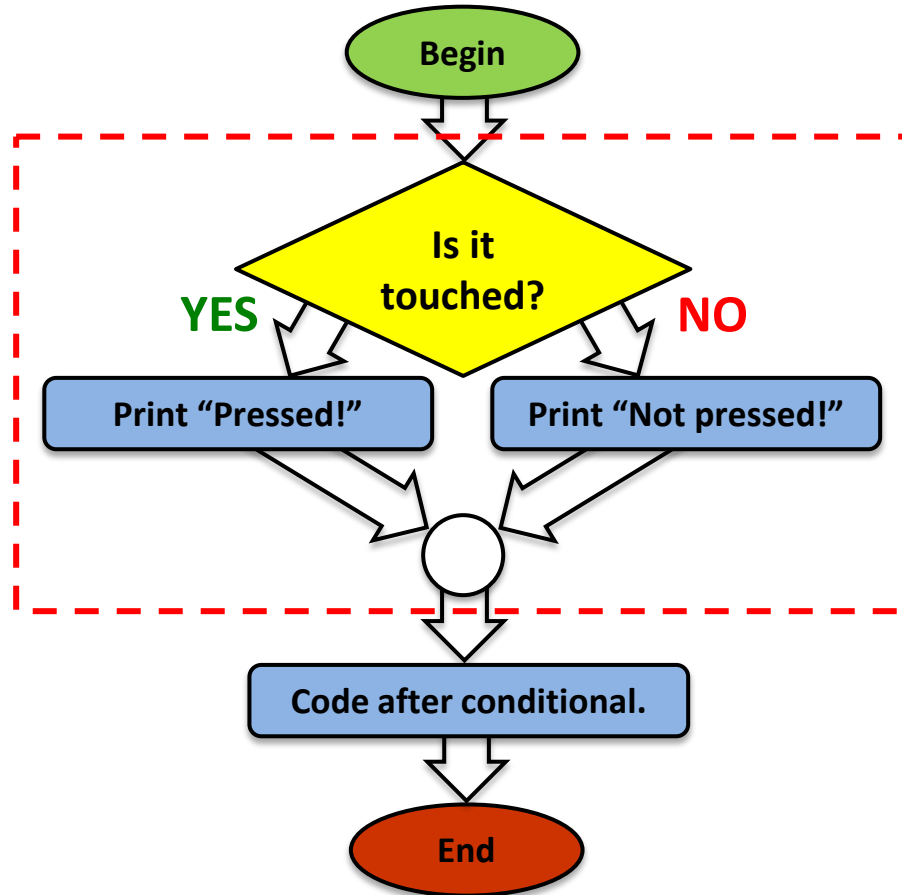 Begin
Is it
touched?
YES
NO
Print “Pressed!”
Print “Not pressed!”
Code after conditional.
End